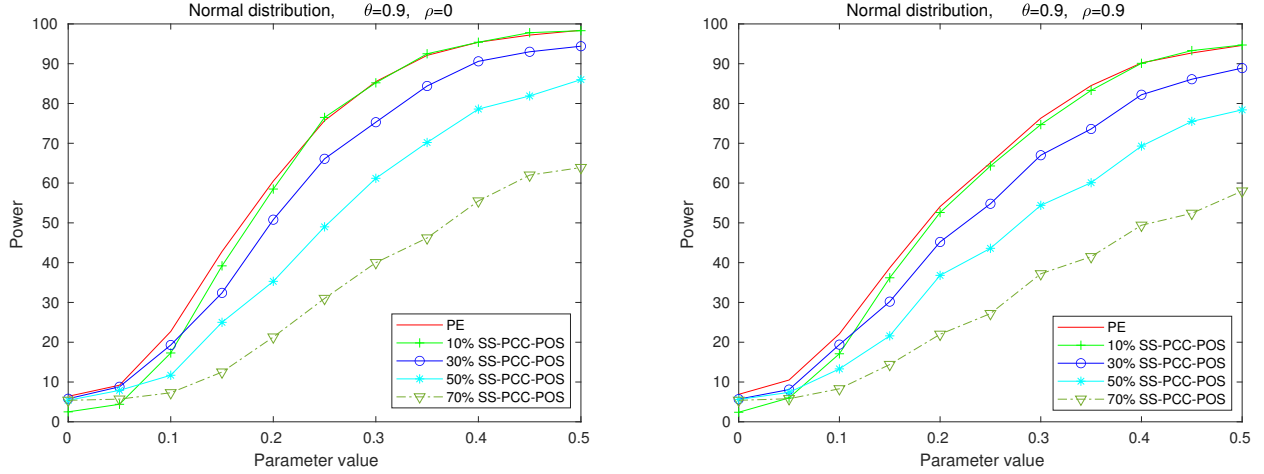 Normal distribution, θ=0.9, ρ=0
100
90
80
70
60
50
40
30
20
10
0
Power
0 0.1 0.2 0.3 0.4 0.5
Parameter value
PE
10% SS-PCC-POS
30% SS-PCC-POS
50% SS-PCC-POS
70% SS-PCC-POS
Normal distribution, θ=0.9, ρ=0.9
100
90
80
70
60
50
40
30
20
10
0
Power
0 0.1 0.2 0.3 0.4 0.5
Parameter value
PE
10% SS-PCC-POS
30% SS-PCC-POS
50% SS-PCC-POS
70% SS-PCC-POS